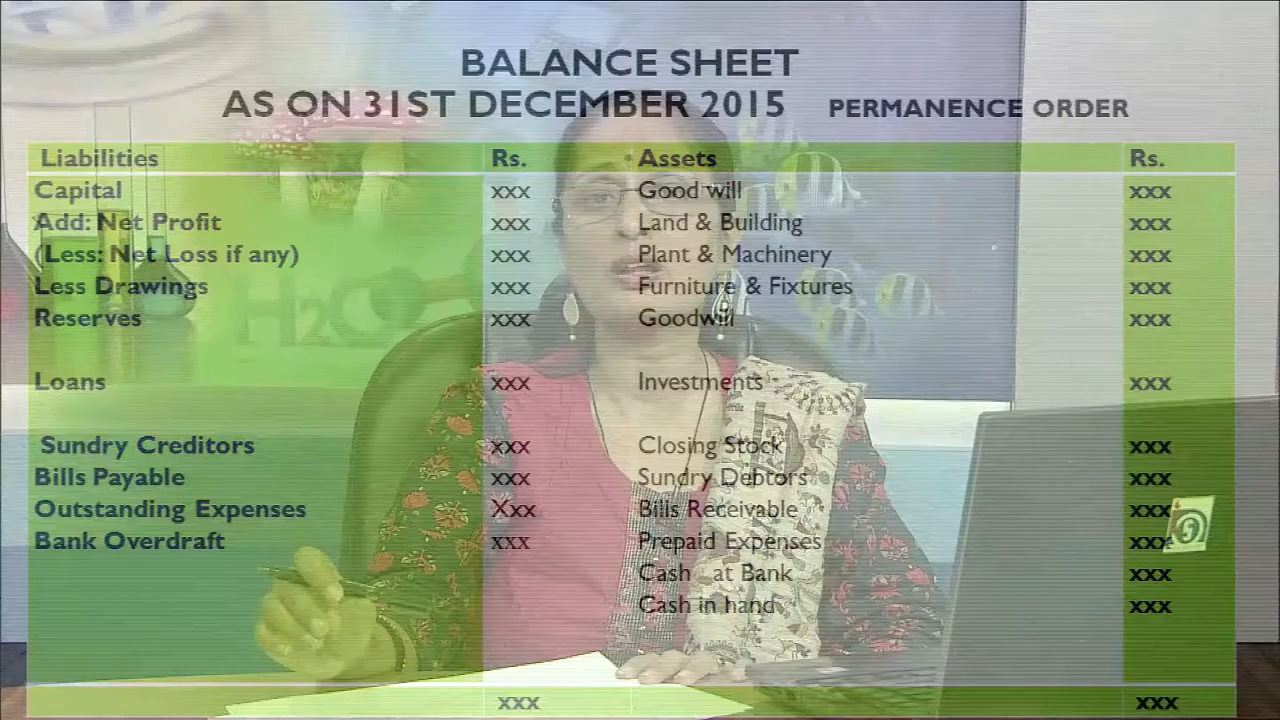 BALANCE SHEET
AS ON 31ST DECEMBER 2015 PERMANENCE ORDER
Liabilities Rs. Assets Rs.
Capital xxx Good will xxx
Add: Net Profit xxx Land & Building xxx
(Less: Net Loss if any) xxx Plant & Machinery xxx
Less Drawings xxx Furniture & Fixtures xxx
Reserves xxx Goodwill xxx
Loans xxx Investments xxx
Sundry Creditors xxx Closing Stock xxx
Bills Payable xxx Sundry Debtors xxx
Outstanding Expenses Xxx Bills Receivable xxx
Bank Overdraft xxx Prepaid Expenses xxx
Cash at Bank xxx
Cash in hand xxx
xxx xxx
H2O